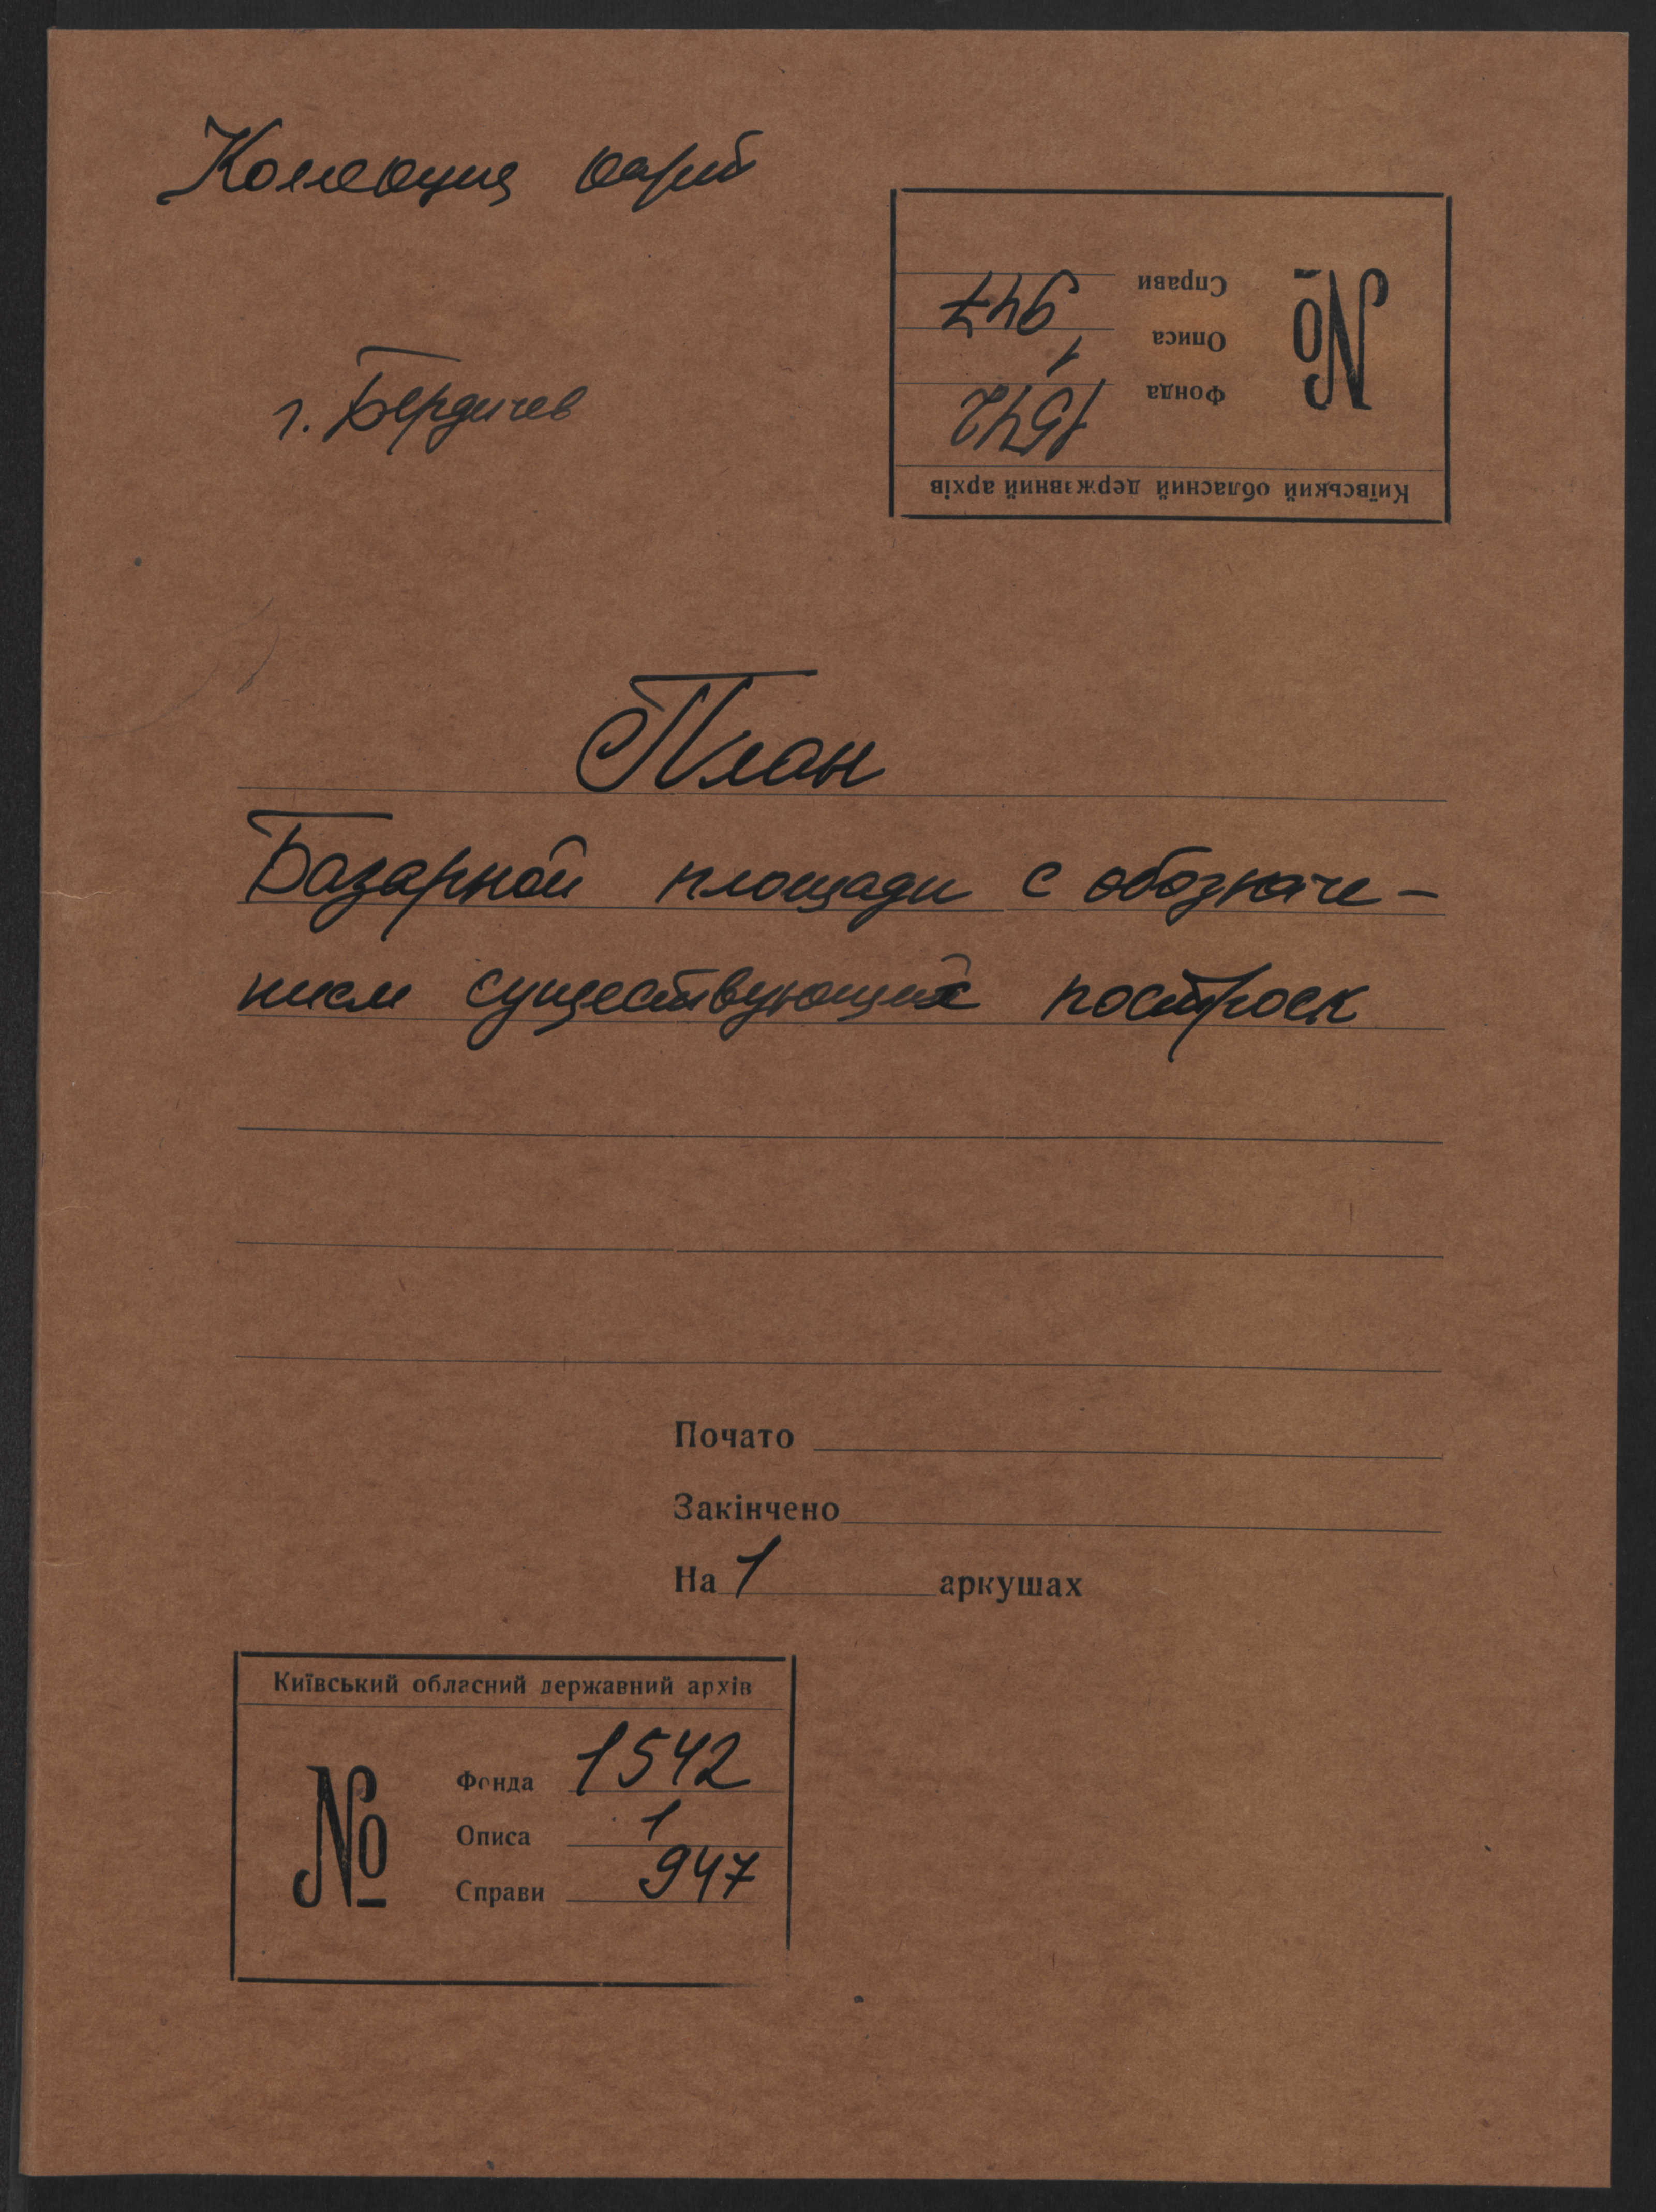 Коллекция карт
Справи 947
Описа 1
Фонда 1542
№
Київський обласний державний архів
г. Бердичев
План
Базарной площади с обозначе-
нием существующих построек
Почато
Закінчено
На 1 аркушах
Київський обласний державний архів
№
Фонда 1542
Описа 1
Справи 947